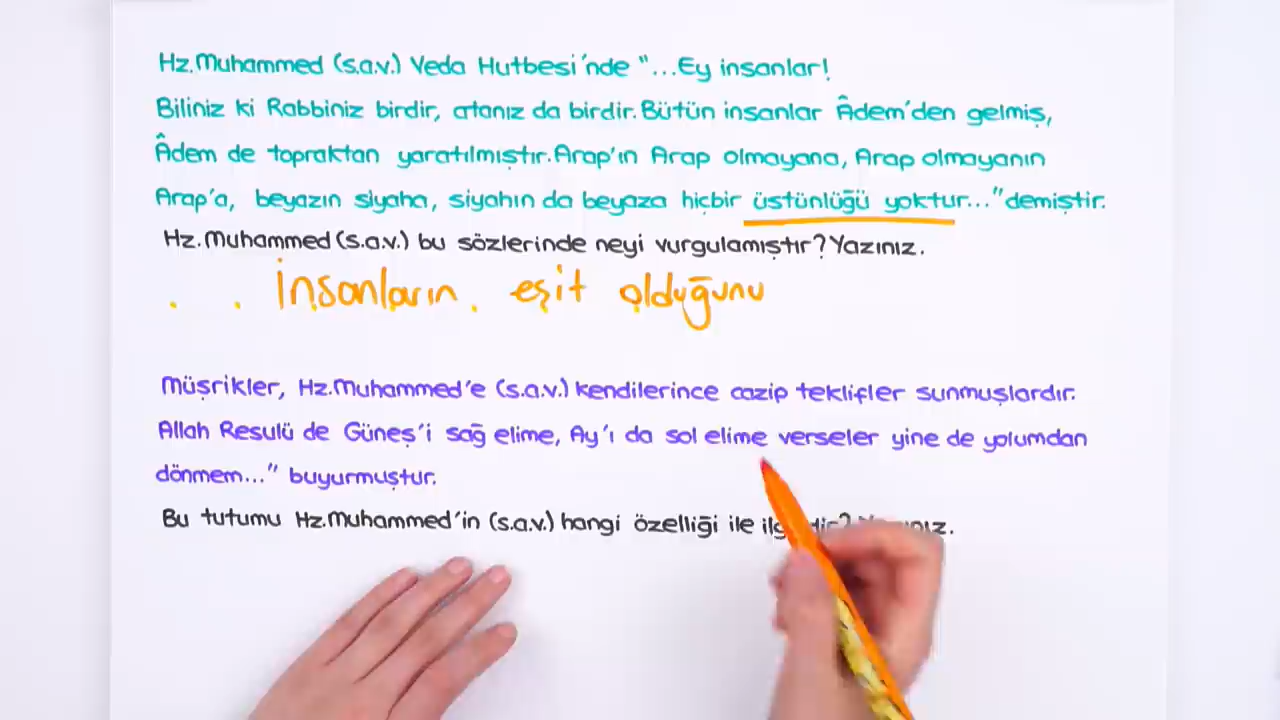 Hz.Muhammed (s.a.v.) Veda Hutbesi'nde "...Ey insanlar!
Biliniz ki Rabbiniz birdir, atanız da birdir.Bütün insanlar Âdem'den gelmiş,
Âdem de topraktan yaratılmıştır.Arap'ın Arap olmayana, Arap olmayanın
Arap'a, beyazın siyaha, siyahın da beyaza hiçbir üstünlüğü yoktur..."demiştir.
Hz.Muhammed (s.a.v.) bu sözlerinde neyi vurgulamıştır?Yazınız.
İnsanların eşit olduğunu
Müşrikler, Hz.Muhammed'e (s.a.v.) kendilerince cazip teklifler sunmuşlardır.
Allah Resulü de Güneş'i sağ elime, Ay'ı da sol elime verseler yine de yolumdan
dönmem..." buyurmuştur.
Bu tutumu Hz.Muhammed'in (s.a.v.) hangi özelliği ile